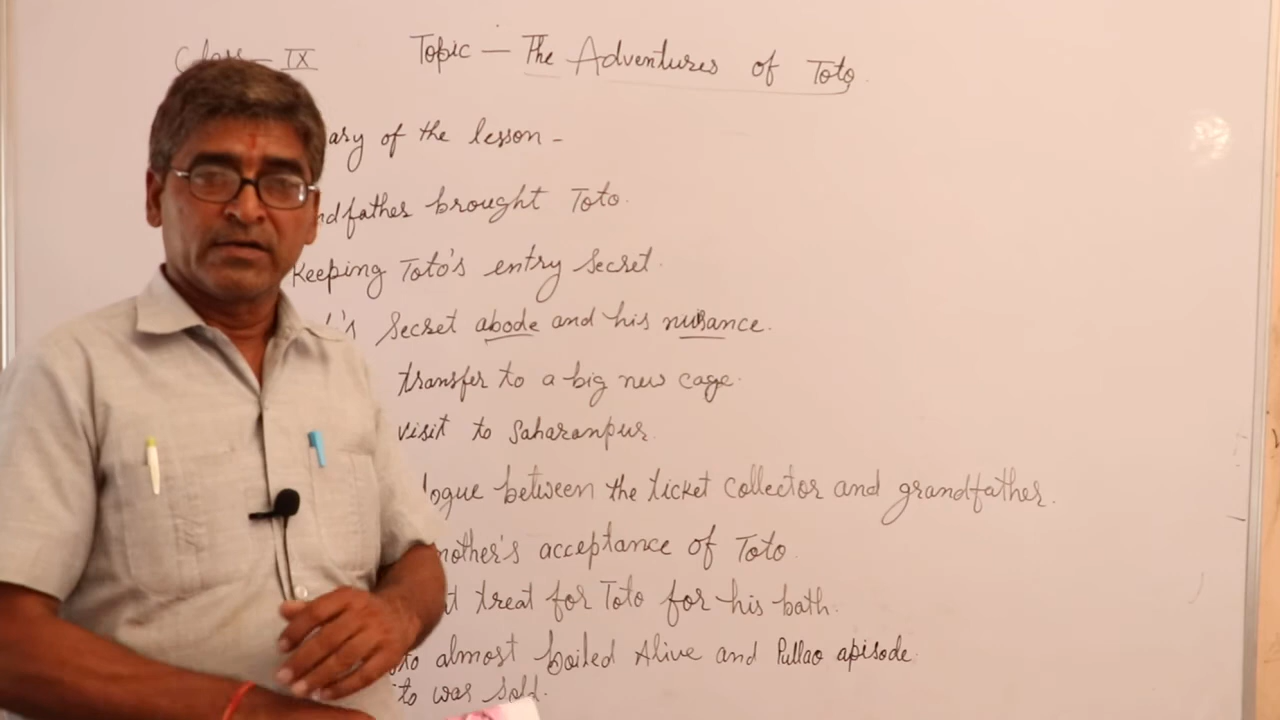 Class - IX Topic - The Adventures of Toto.
ary of the lesson -
ndfather brought Toto.
Keeping Toto's entry secret.
's secret abode and his nuisance.
transfer to a big new cage.
visit to Saharanpur.
logue between the ticket collector and grandfather.
mother's acceptance of Toto.
t treat for Toto for his bath.
to almost boiled Alive and Pullao apisode.
to was sold.